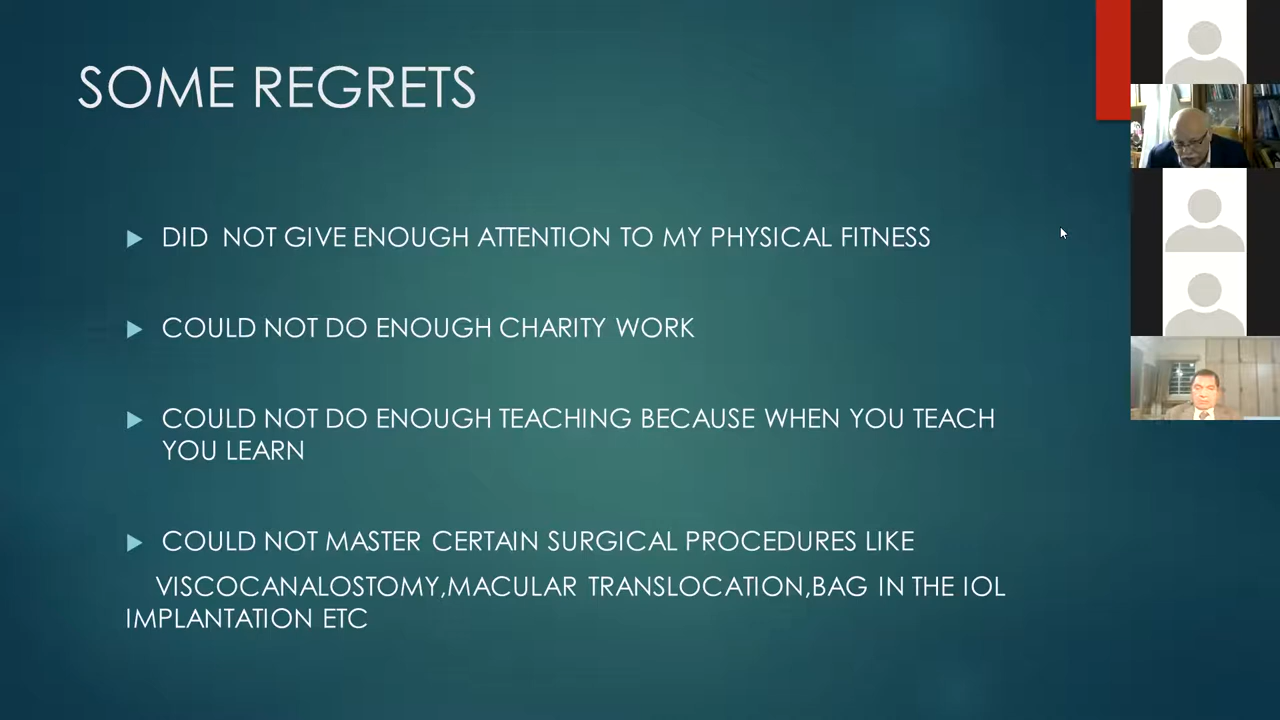 SOME REGRETS
DID NOT GIVE ENOUGH ATTENTION TO MY PHYSICAL FITNESS
COULD NOT DO ENOUGH CHARITY WORK
COULD NOT DO ENOUGH TEACHING BECAUSE WHEN YOU TEACH
YOU LEARN
COULD NOT MASTER CERTAIN SURGICAL PROCEDURES LIKE
VISCOCANALOSTOMY,MACULAR TRANSLOCATION,BAG IN THE IOL
IMPLANTATION ETC